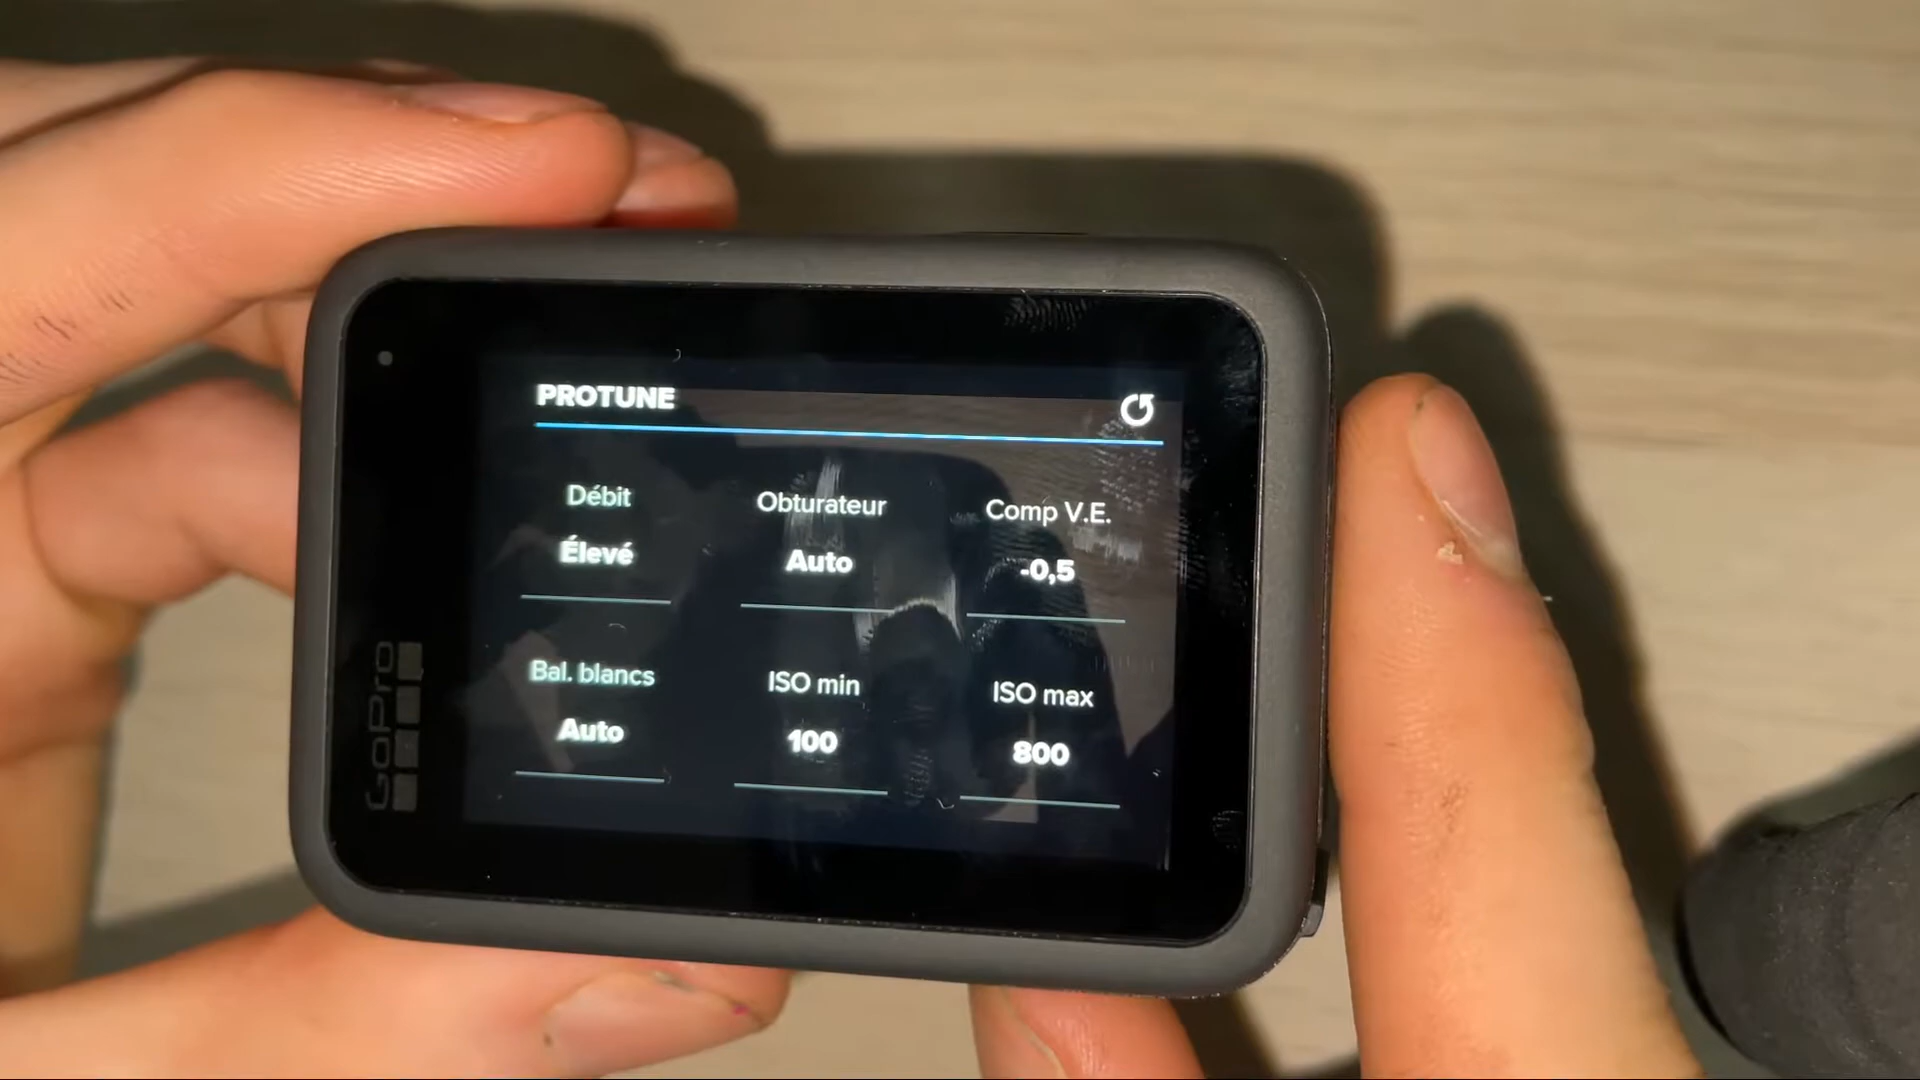 PROTUNE
Débit
Obturateur
Comp V.E.
Élevé
Auto
-0,5
Bal. blancs
ISO min
ISO max
Auto
100
800
GoPro